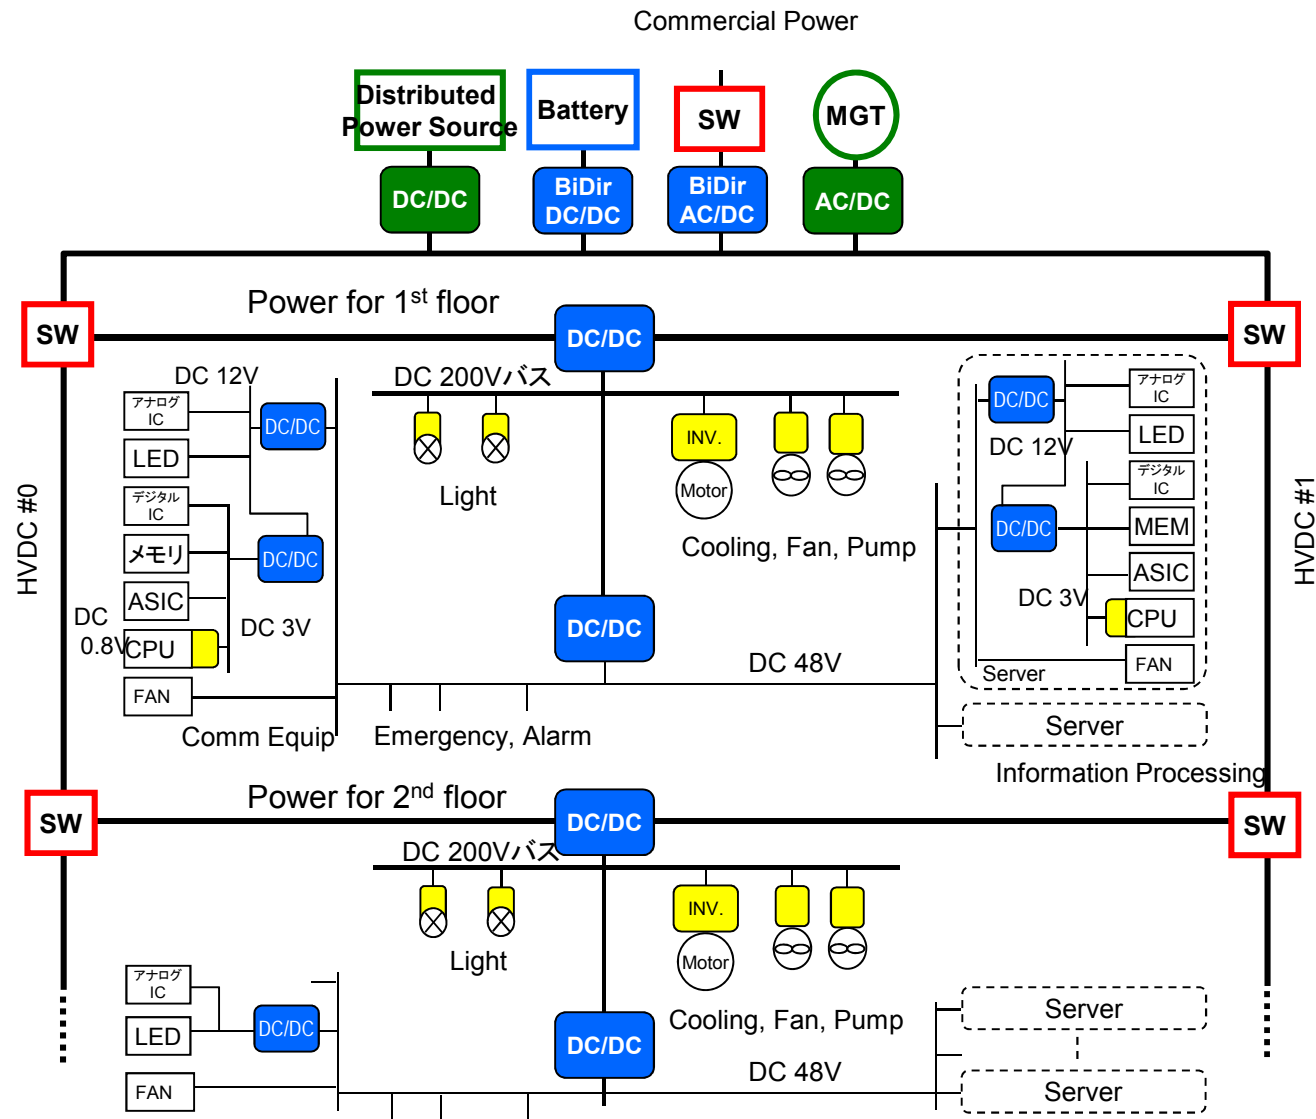 Commercial Power
Distributed
Power Source
Battery
SW
MGT
DC/DC
BiDir
DC/DC
BiDir
AC/DC
AC/DC
Power for 1st floor
SW
DC/DC
SW
DC 12V
DC 200Vバス
アナログ
IC
DC/DC
LED
デジタル
IC
メモリ
DC/DC
ASIC
DC
0.8V
CPU
DC 3V
FAN
Comm Equip
HVDC #0
Light
INV.
Motor
Cooling, Fan, Pump
DC/DC
DC 48V
Emergency, Alarm
DC/DC
アナログ
IC
LED
DC 12V
デジタル
IC
DC/DC
MEM
ASIC
DC 3V
CPU
FAN
Server
Server
Information Processing
HVDC #1
Power for 2nd floor
SW
DC/DC
SW
DC 200Vバス
Light
INV.
Motor
Cooling, Fan, Pump
アナログ
IC
LED
DC/DC
FAN
DC/DC
DC 48V
Server
Server